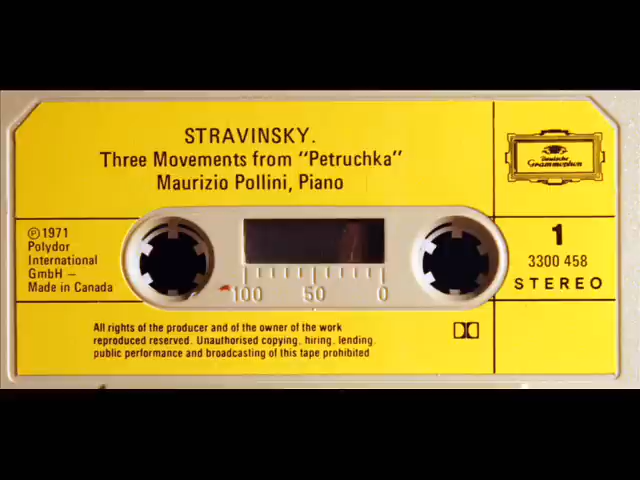 STRAVINSKY.
Three Movements from "Petruchka"
Maurizio Pollini, Piano
Deutsche
Grammophon
℗ 1971
Polydor
International
GmbH –
Made in Canada
100 50 0
1
3300 458
STEREO
All rights of the producer and of the owner of the work
reproduced reserved. Unauthorised copying, hiring, lending,
public performance and broadcasting of this tape prohibited